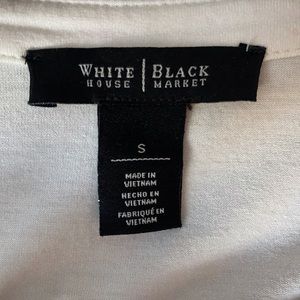 WHITE | BLACK
HOUSE | MARKET
S
MADE IN
VIETNAM
HECHO EN
VIETNAM
FABRIQUÉ EN
VIETNAM